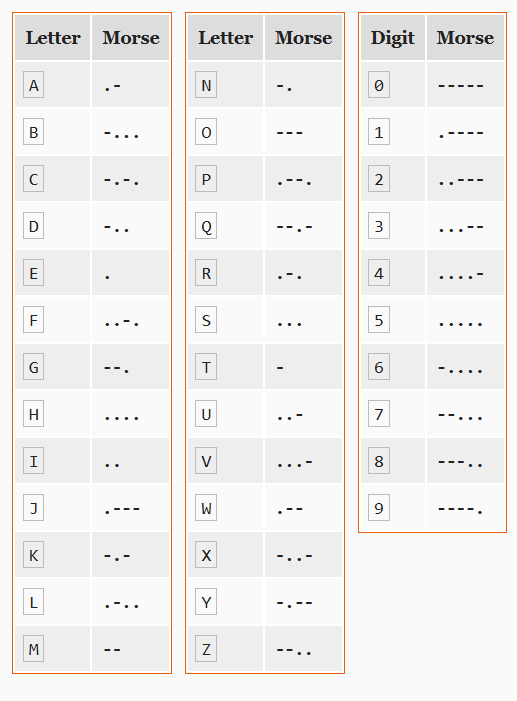 Letter Morse Letter Morse Digit Morse
A .- N -. 0 -----
B -... O --- 1 .----
C -.-. P .--. 2 ..---
D -.. Q --.- 3 ...--
E . R .-. 4 ....-
F ..-. S ... 5 .....
G --. T - 6 -....
H .... U ..- 7 --...
I .. V ...- 8 ---..
J .--- W .-- 9 ----.
K -.- X -..-
L .-.. Y -.--
M -- Z --..